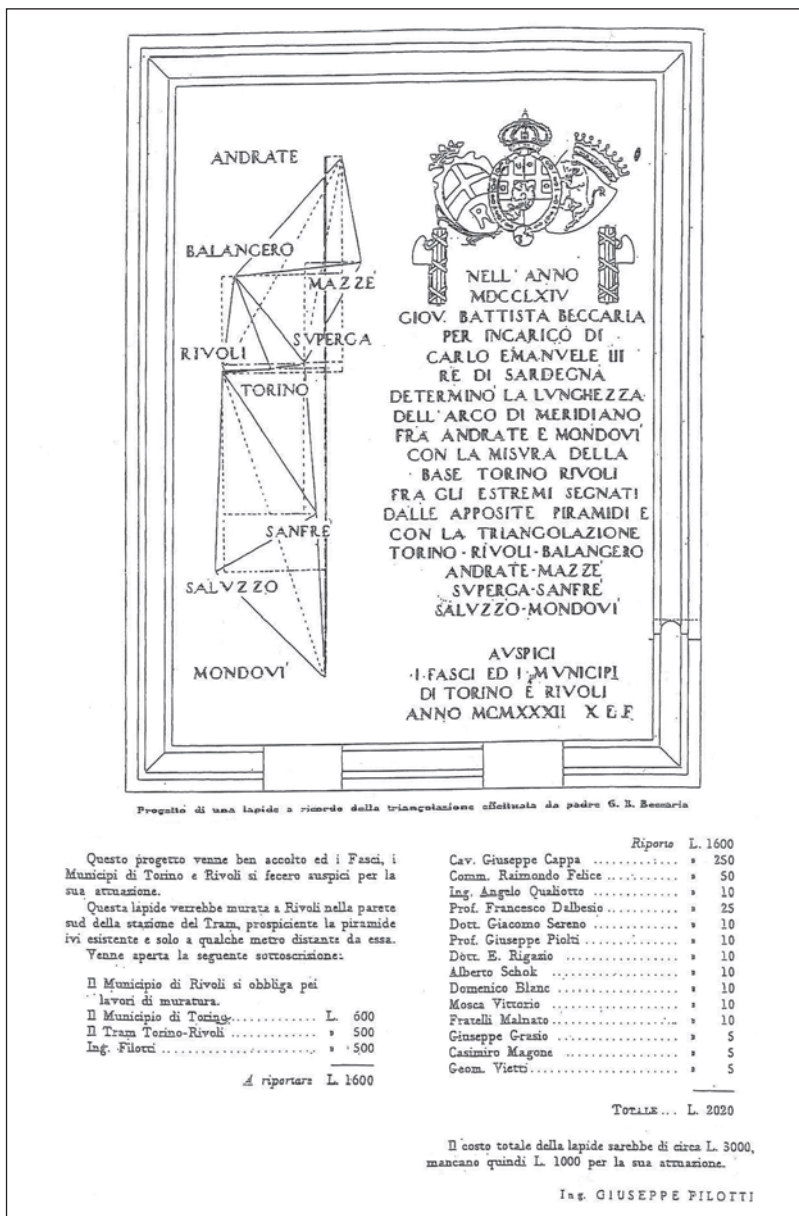 ANDRATE
BALANGERO
MAZZE'
SVPERGA
RIVOLI
TORINO
SANFRE'
SALVZZO
MONDOVI'
NELL' ANNO
MDCCLXIV
GIOV. BATTISTA BECCARIA
PER INCARICO DI
CARLO EMANVELE III
RE DI SARDEGNA
DETERMINO' LA LVNGHEZZA
DELL'ARCO DI MERIDIANO
FRA ANDRATE E MONDOVI'
CON LA MISVRA DELLA
BASE TORINO RIVOLI
FRA GLI ESTREMI SEGNATI
DALLE APPOSITE PIRAMIDI E
CON LA TRIANGOLAZIONE
TORINO · RIVOLI · BALANGERO
ANDRATE · MAZZE'
SVPERGA · SANFRE'
SALVZZO · MONDOVI'
AVSPICI
· I · FASCI ED I · MVNICIPI
DI TORINO E RIVOLI
ANNO MCMXXXII X E.F.
Progetto di una lapide a ricordo della triangolazione effettuata da padre G. B. Beccaria
Questo progetto venne ben accolto ed i Fasci, i
Municipi di Torino e Rivoli si fecero auspici per la
sua attuazione.
Questa lapide verrebbe murata a Rivoli nella parete
sud della stazione del Tram, prospiciente la piramide
ivi esistente e solo a qualche metro distante da essa.
Venne aperta la seguente sottoscrizione:
Il Municipio di Rivoli si obbliga pei
lavori di muratura.
Il Municipio di Torino ............. L. 600
Il Tram Torino-Rivoli ............. » 500
Ing. Pilotti ...................... » 500
A riportare L. 1600
Riporto L. 1600
Cav. Giuseppe Cappa .............. » 250
Comm. Raimondo Felice .......... » 50
Ing. Angelo Qualiotto ............ » 10
Prof. Francesco Dalbesio .......... » 25
Dott. Giacomo Sereno ............ » 10
Prof. Giuseppe Piolti .............. » 10
Dott. E. Rigazio .................. » 10
Alberto Schok .................... » 10
Domenico Blanc .................. » 10
Mosca Vittorio .................... » 10
Fratelli Malnato .................. » 10
Giuseppe Grasio .................. » 5
Casimiro Magone ................ » 5
Geom. Vietti ...................... » 5
TOTALE ... L. 2020
Il costo totale della lapide sarebbe di circa L. 3000,
mancano quindi L. 1000 per la sua attuazione.
Ing. GIUSEPPE PILOTTI